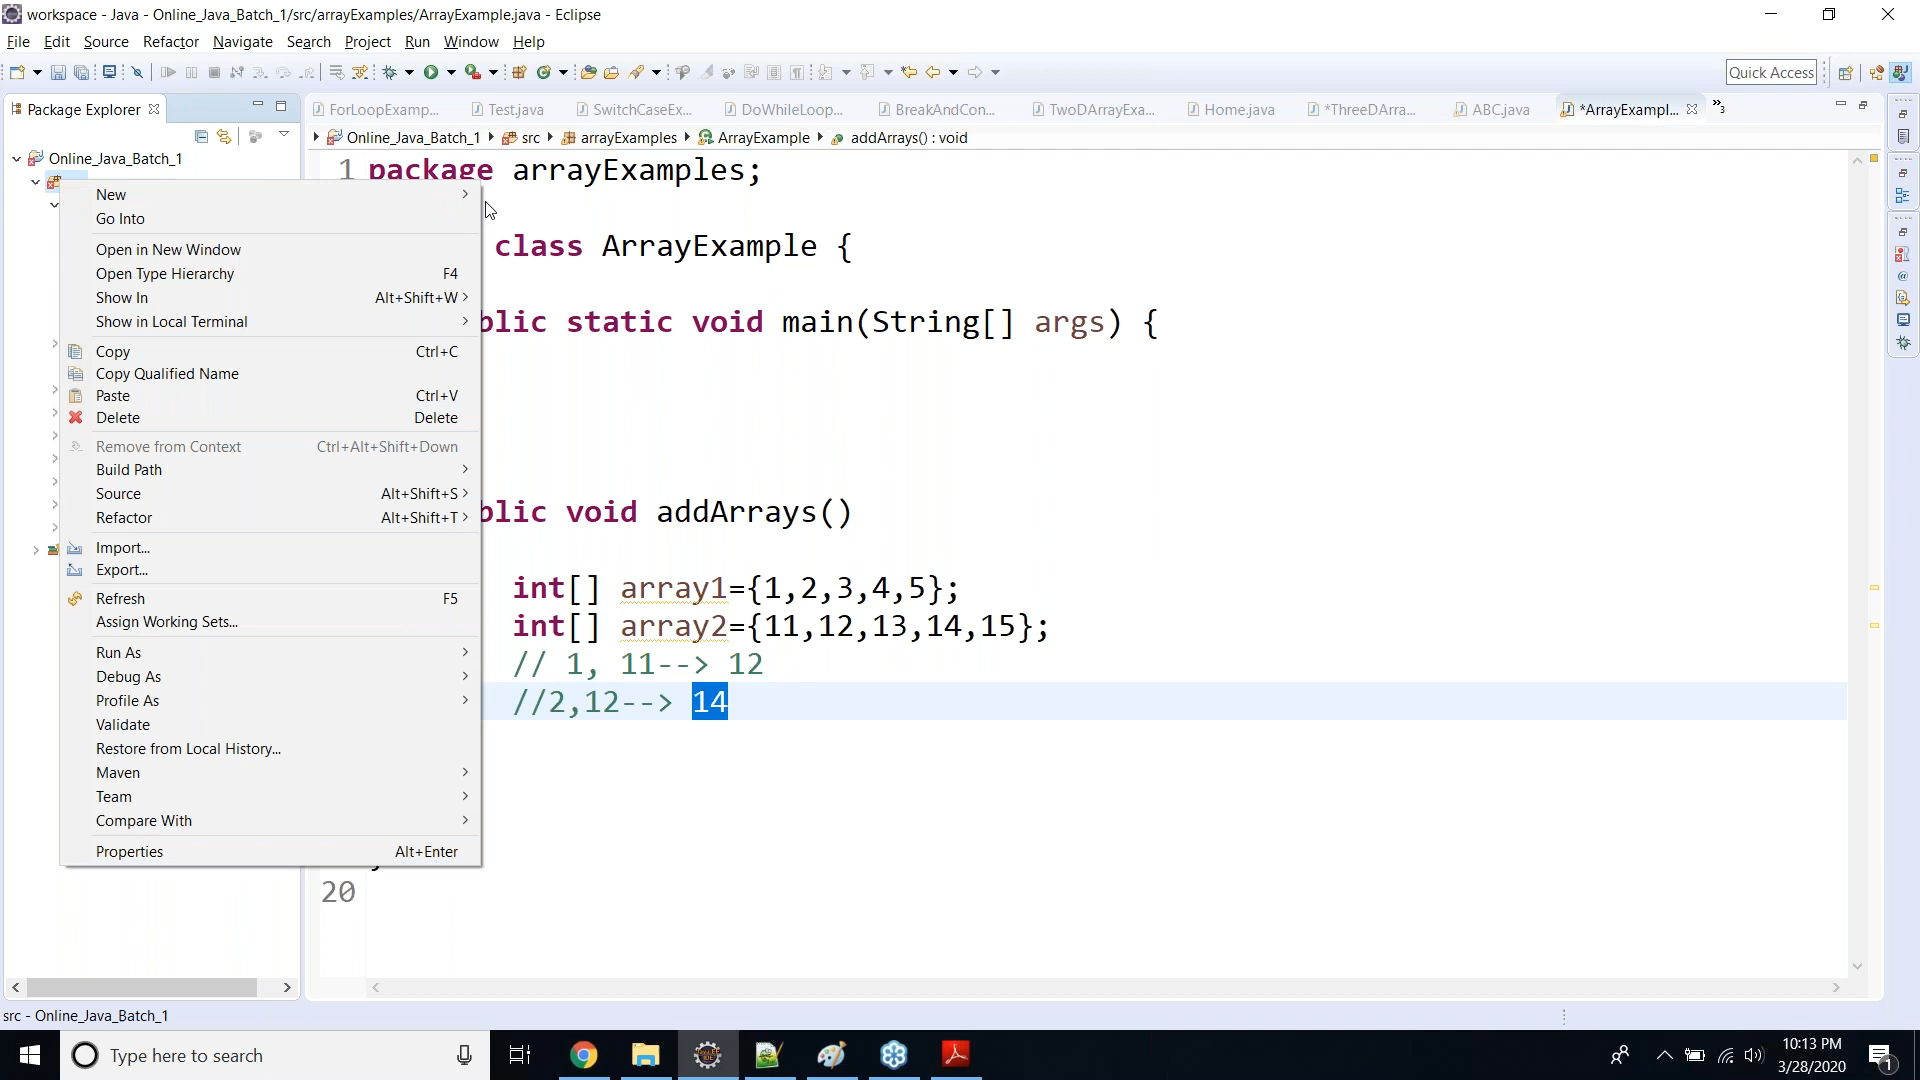 workspace - Java - Online_Java_Batch_1/src/arrayExamples/ArrayExample.java - Eclipse
File Edit Source Refactor Navigate Search Project Run Window Help
Quick Access
Package Explorer
ForLoopExamp... Test.java SwitchCaseEx... DoWhileLoop... BreakAndCon... TwoDArrayExa... Home.java *ThreeDArra... ABC.java *ArrayExampl... »3
Online_Java_Batch_1 src arrayExamples ArrayExample addArrays() : void
Online_Java_Batch_1
New
Go Into
Open in New Window
Open Type Hierarchy F4
Show In Alt+Shift+W
Show in Local Terminal
Copy Ctrl+C
Copy Qualified Name
Paste Ctrl+V
Delete Delete
Remove from Context Ctrl+Alt+Shift+Down
Build Path
Source Alt+Shift+S
Refactor Alt+Shift+T
Import...
Export...
Refresh F5
Assign Working Sets...
Run As
Debug As
Profile As
Validate
Restore from Local History...
Maven
Team
Compare With
Properties Alt+Enter
1 package arrayExamples;
class ArrayExample {
blic static void main(String[] args) {
blic void addArrays()
int[] array1={1,2,3,4,5};
int[] array2={11,12,13,14,15};
// 1, 11--> 12
//2,12--> 14
20
src - Online_Java_Batch_1
Type here to search
10:13 PM
3/28/2020
1